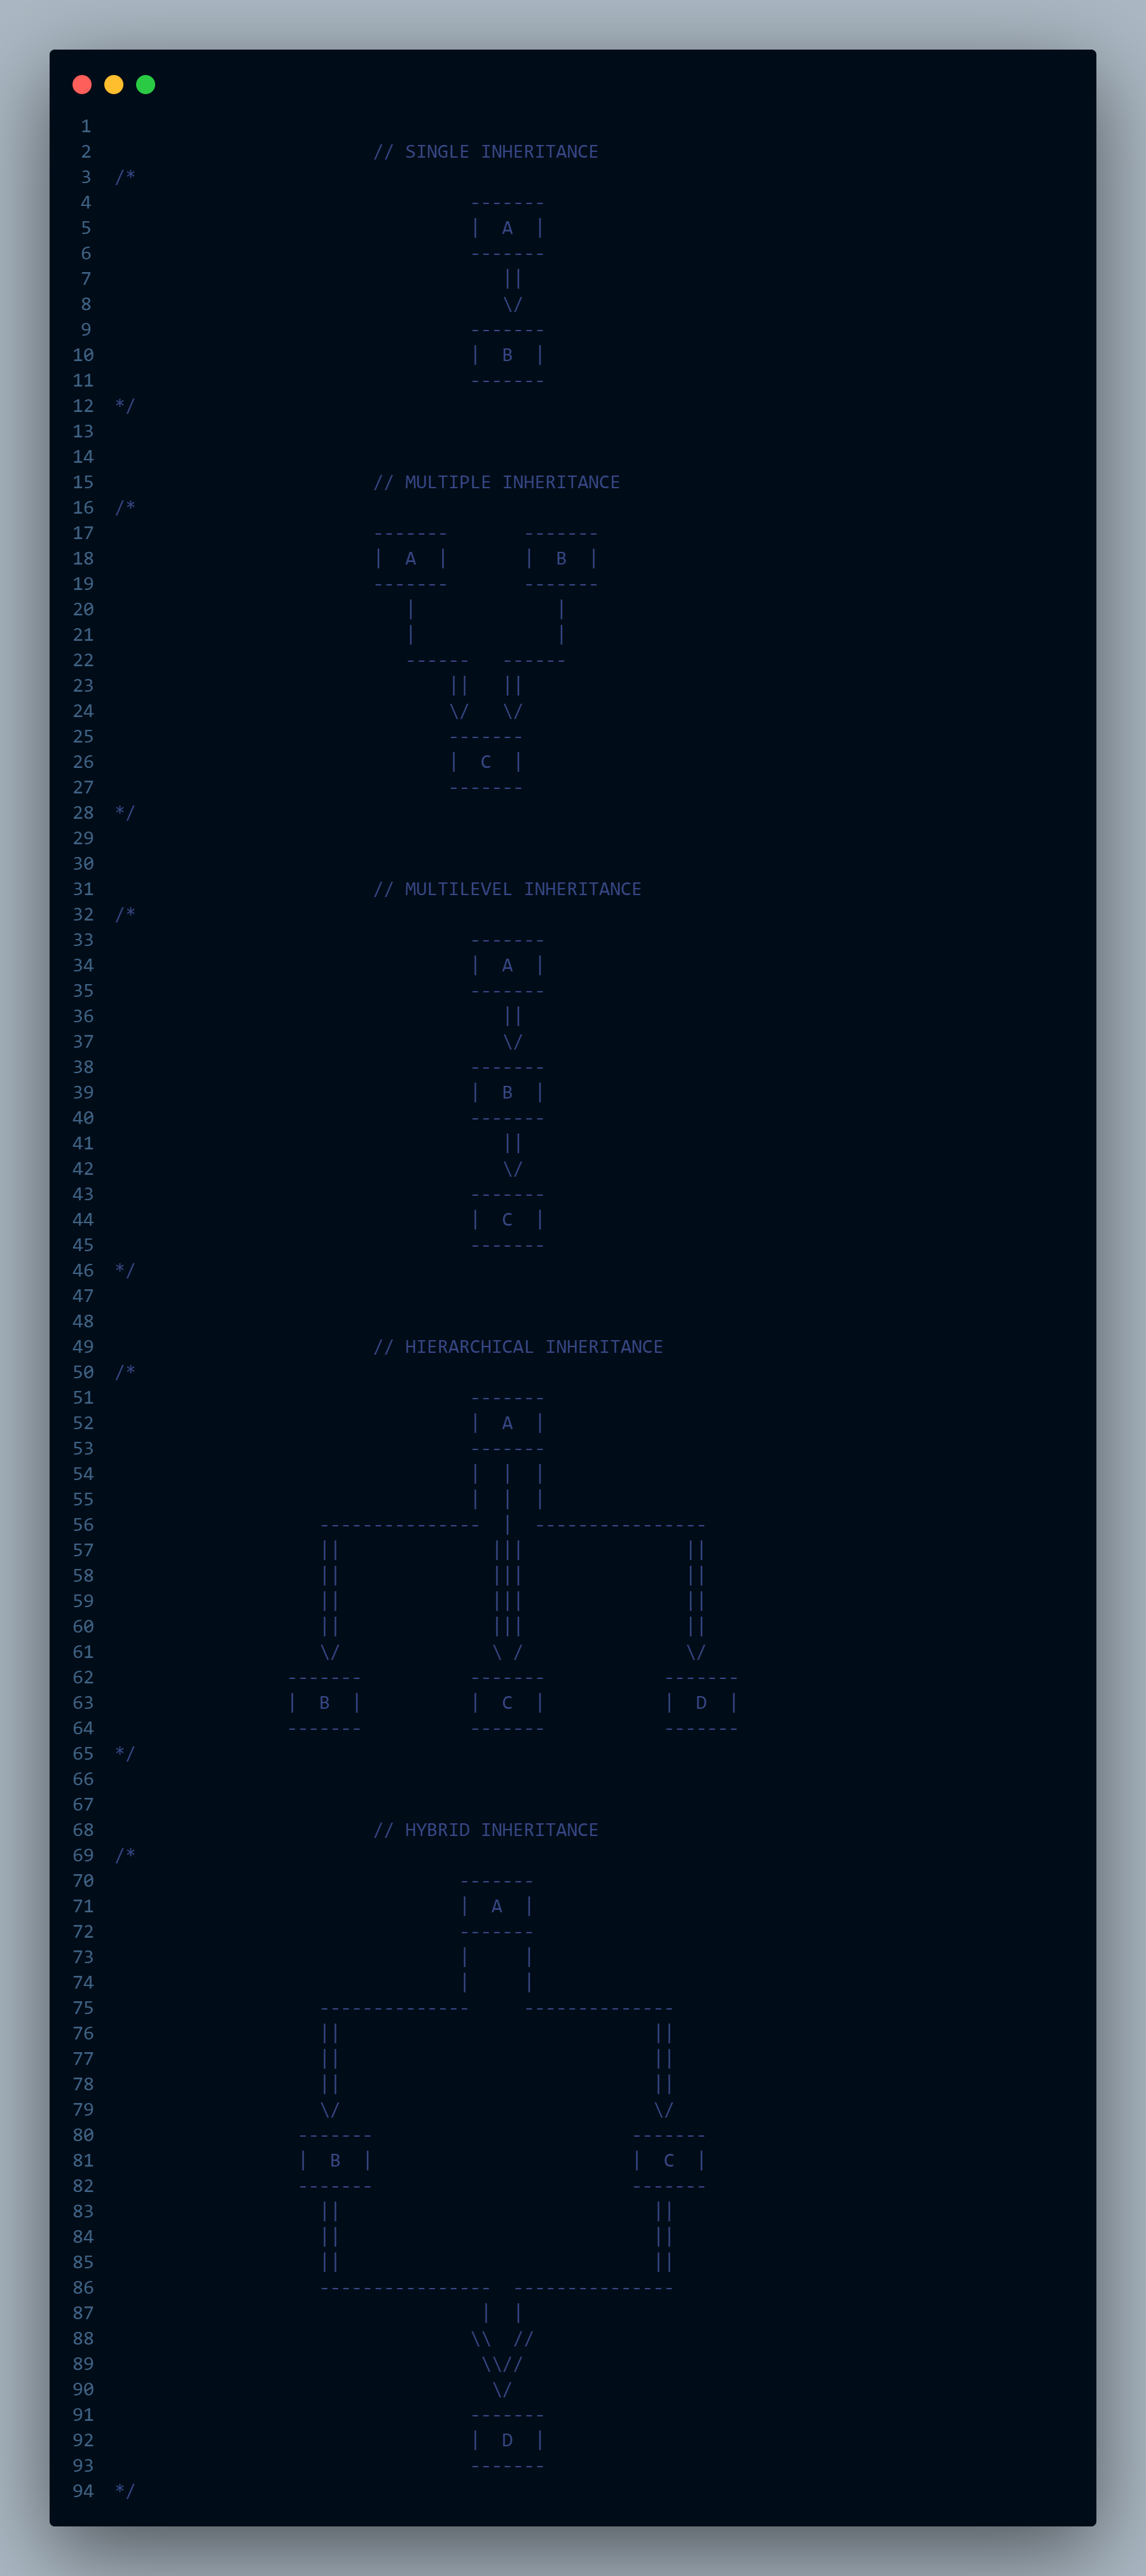 1
2                          // SINGLE INHERITANCE
3  /*
4                                   -------
5                                   |  A  |
6                                   -------
7                                      ||
8                                      \/
9                                   -------
10                                  |  B  |
11                                  -------
12 */
13
14
15                         // MULTIPLE INHERITANCE
16 /*
17                         -------       -------
18                         |  A  |       |  B  |
19                         -------       -------
20                            |             |
21                            |             |
22                            ------   ------
23                                ||   ||
24                                \/   \/
25                                -------
26                                |  C  |
27                                -------
28 */
29
30
31                         // MULTILEVEL INHERITANCE
32 /*
33                                  -------
34                                  |  A  |
35                                  -------
36                                     ||
37                                     \/
38                                  -------
39                                  |  B  |
40                                  -------
41                                     ||
42                                     \/
43                                  -------
44                                  |  C  |
45                                  -------
46 */
47
48
49                         // HIERARCHICAL INHERITANCE
50 /*
51                                  -------
52                                  |  A  |
53                                  -------
54                                  |  |  |
55                                  |  |  |
56                    ---------------  |  ----------------
57                    ||              |||               ||
58                    ||              |||               ||
59                    ||              |||               ||
60                    ||              |||               ||
61                    \/              \ /               \/
62                 -------          -------           -------
63                 |  B  |          |  C  |           |  D  |
64                 -------          -------           -------
65 */
66
67
68                         // HYBRID INHERITANCE
69 /*
70                                 -------
71                                 |  A  |
72                                 -------
73                                 |     |
74                                 |     |
75                    --------------     --------------
76                    ||                             ||
77                    ||                             ||
78                    ||                             ||
79                    \/                             \/
80                  -------                        -------
81                  |  B  |                        |  C  |
82                  -------                        -------
83                    ||                             ||
84                    ||                             ||
85                    ||                             ||
86                    ----------------  ---------------
87                                   |  |
88                                  \\  //
89                                   \\//
90                                    \/
91                                  -------
92                                  |  D  |
93                                  -------
94 */